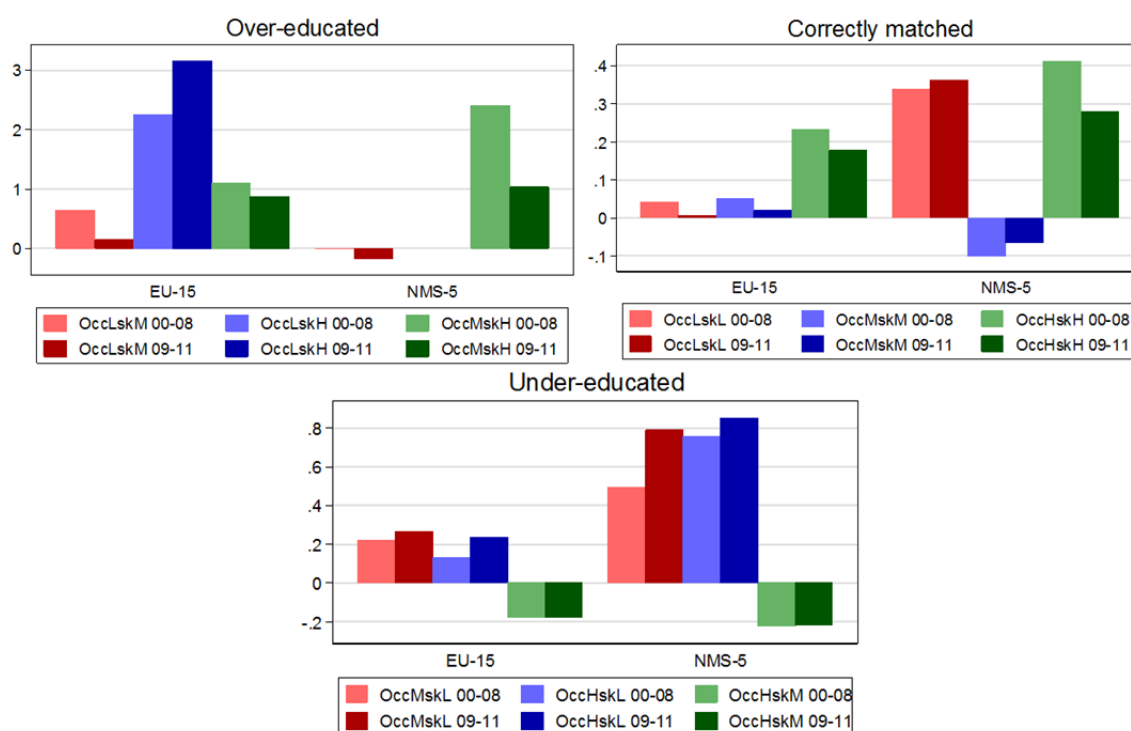 Over-educated
3
2
1
0
EU-15 NMS-5
OccLskM 00-08 OccLskH 00-08 OccMskH 00-08
OccLskM 09-11 OccLskH 09-11 OccMskH 09-11
Correctly matched
.4
.3
.2
.1
0
-.1
EU-15 NMS-5
OccLskL 00-08 OccMskM 00-08 OccHskH 00-08
OccLskL 09-11 OccMskM 09-11 OccHskH 09-11
Under-educated
.8
.6
.4
.2
0
-.2
EU-15 NMS-5
OccMskL 00-08 OccHskL 00-08 OccHskM 00-08
OccMskL 09-11 OccHskL 09-11 OccHskM 09-11